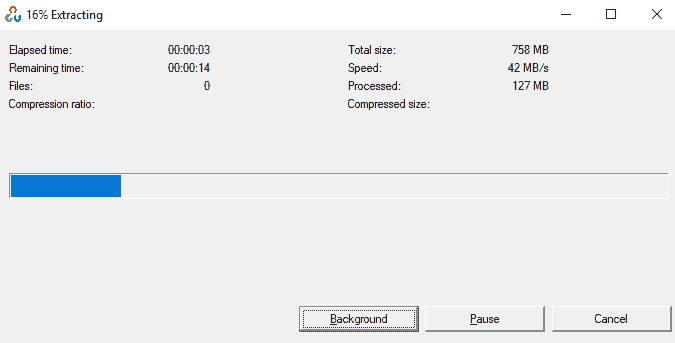 16% Extracting
Elapsed time: 00:00:03 Total size: 758 MB
Remaining time: 00:00:14 Speed: 42 MB/s
Files: 0 Processed: 127 MB
Compression ratio: Compressed size:
Background Pause Cancel